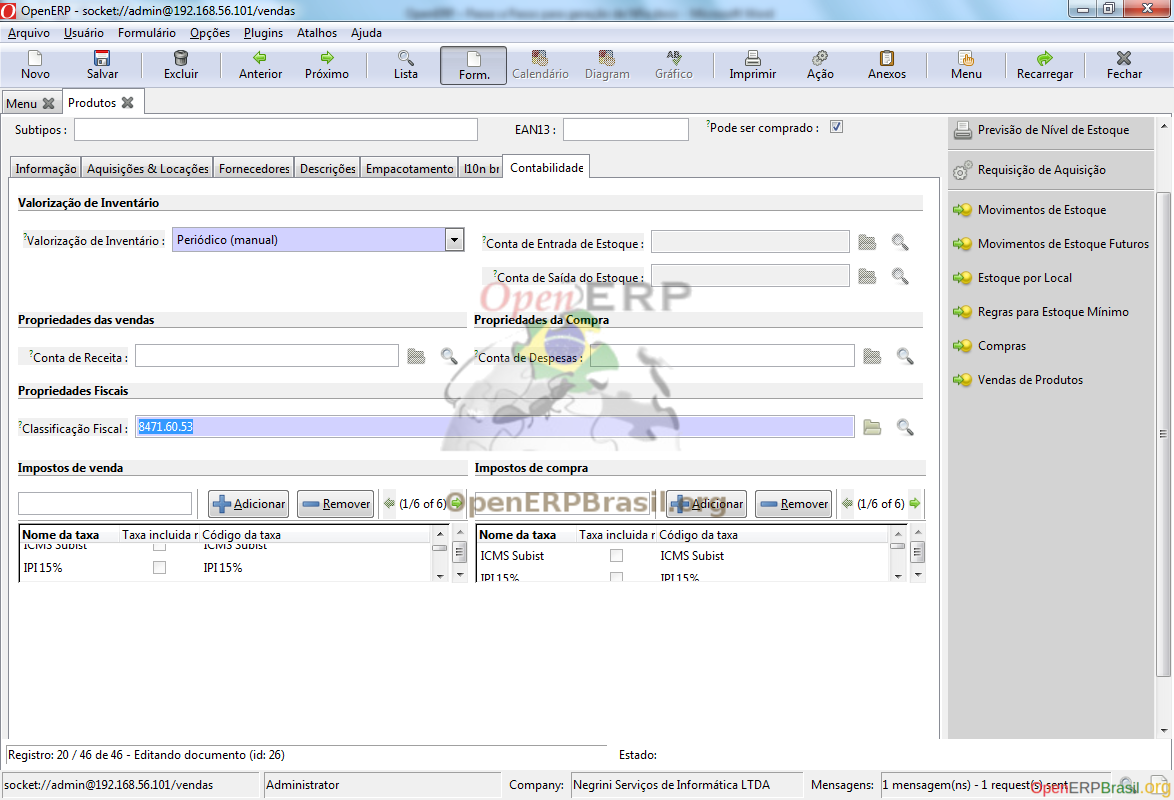 OpenERP - socket://admin@192.168.56.101/vendas
Arquivo Usuário Formulário Opções Plugins Atalhos Ajuda
Novo Salvar Excluir Anterior Próximo Lista Form. Calendário Diagram Gráfico Imprimir Ação Anexos Menu Recarregar Fechar
Menu Produtos
Subtipos : EAN13 : ?Pode ser comprado :
Informação Aquisições & Locações Fornecedores Descrições Empacotamento l10n br Contabilidade
Valorização de Inventário
?Valorização de Inventário : Periódico (manual) ?Conta de Entrada de Estoque :
?Conta de Saída do Estoque :
OpenERP
Propriedades das vendas Propriedades da Compra
?Conta de Receita : ?Conta de Despesas :
Propriedades Fiscais
?Classificação Fiscal : 8471.60.53
Impostos de venda Impostos de compra
Adicionar Remover (1/6 of 6) Adicionar Remover (1/6 of 6)
OpenERPBrasil.org
Nome da taxa Taxa incluida r Código da taxa Nome da taxa Taxa incluida r Código da taxa
ICMS Subist ICMS Subist ICMS Subist ICMS Subist
IPI 15% IPI 15% IPI 15% IPI 15%
Previsão de Nível de Estoque
Requisição de Aquisição
Movimentos de Estoque
Movimentos de Estoque Futuros
Estoque por Local
Regras para Estoque Mínimo
Compras
Vendas de Produtos
Registro: 20 / 46 de 46 - Editando documento (id: 26) Estado:
socket://admin@192.168.56.101/vendas Administrator Company: Negrini Serviços de Informática LTDA Mensagens: 1 mensagem(ns) - 1 request(s) sent
OpenERPBrasil.org